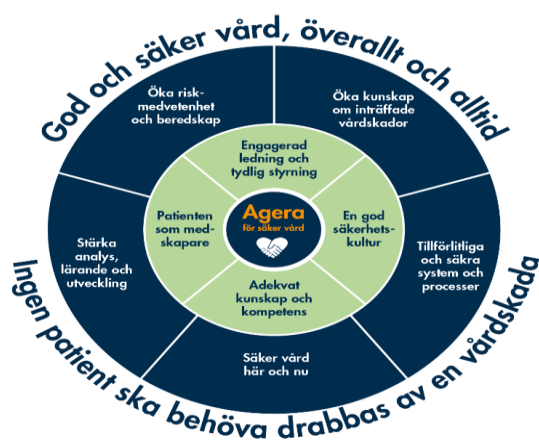 God och säker vård, överallt och alltid
Öka risk-
medvetenhet
och beredskap
Öka kunskap
om inträffade
vårdskador
Engagerad
ledning och
tydlig styrning
Patienten
som med-
skapare
Agera
för säker vård
En god
säkerhets-
kultur
Stärka
analys,
lärande och
utveckling
Tillförlitliga
och säkra
system och
processer
Adekvat
kunskap och
kompetens
Säker vård
här och nu
Ingen patient ska behöva drabbas av en vårdskada